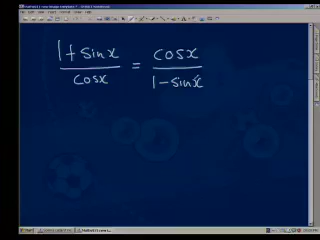 1+sinx/cosx = cosx/1-sinx